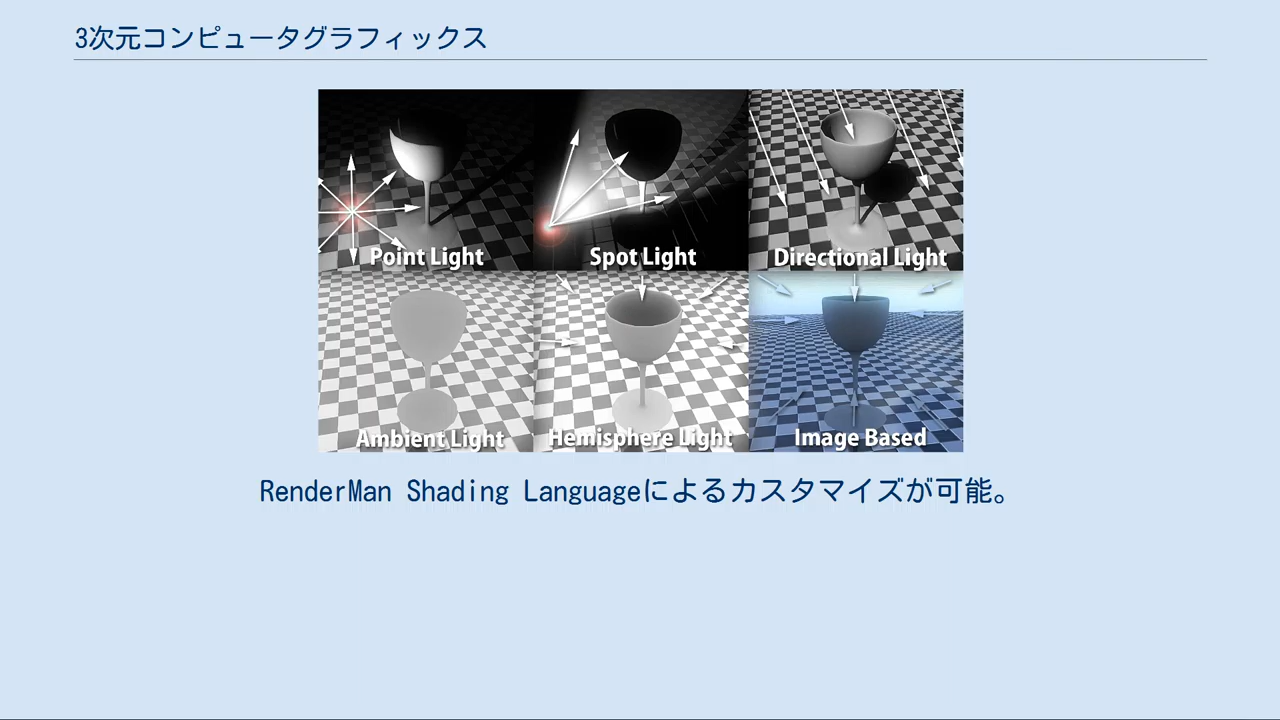 3次元コンピュータグラフィックス
Point Light
Spot Light
Directional Light
Ambient Light
Hemisphere Light
Image Based
RenderMan Shading Languageによるカスタマイズが可能。